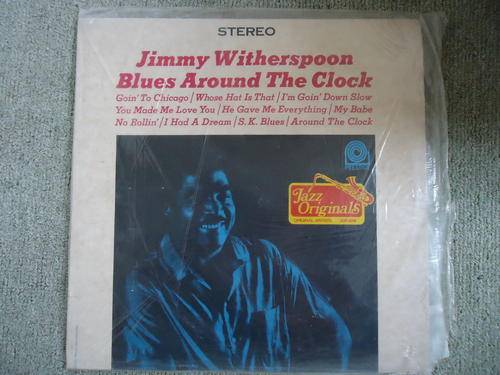 STEREO
Jimmy Witherspoon
Blues Around The Clock
Goin' To Chicago/Whose Hat Is That/I'm Goin' Down Slow
You Made Me Love You/He Gave Me Everything/My Babe
No Rollin'/I Had A Dream/S.K. Blues/Around The Clock
Jazz
Originals
ORIGINAL ARTISTS